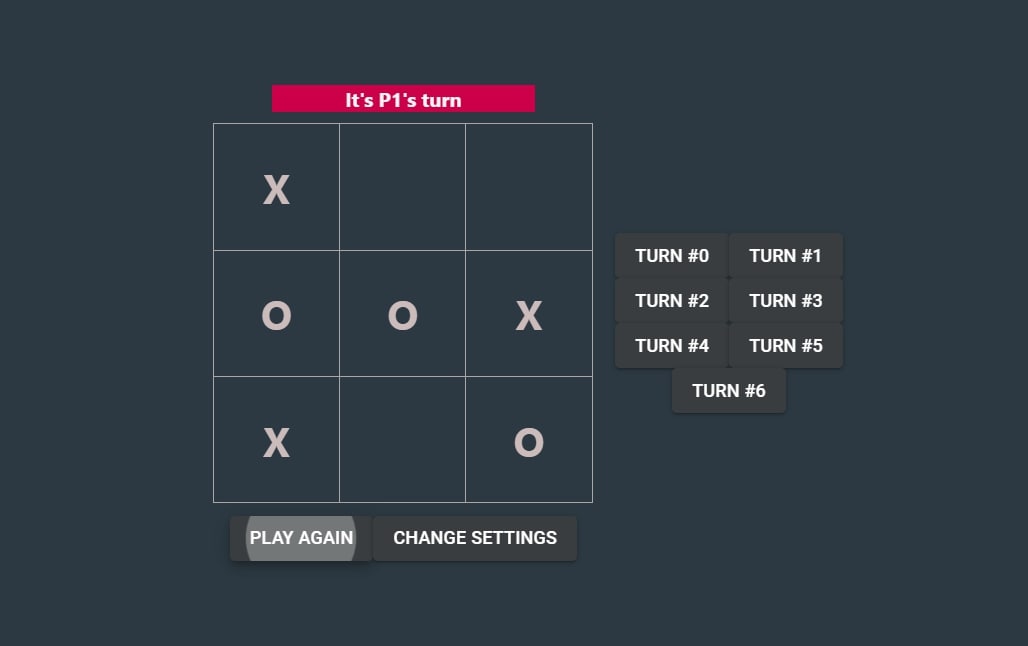 It's P1's turn
X
O O X
X O
TURN #0 TURN #1
TURN #2 TURN #3
TURN #4 TURN #5
TURN #6
PLAY AGAIN CHANGE SETTINGS